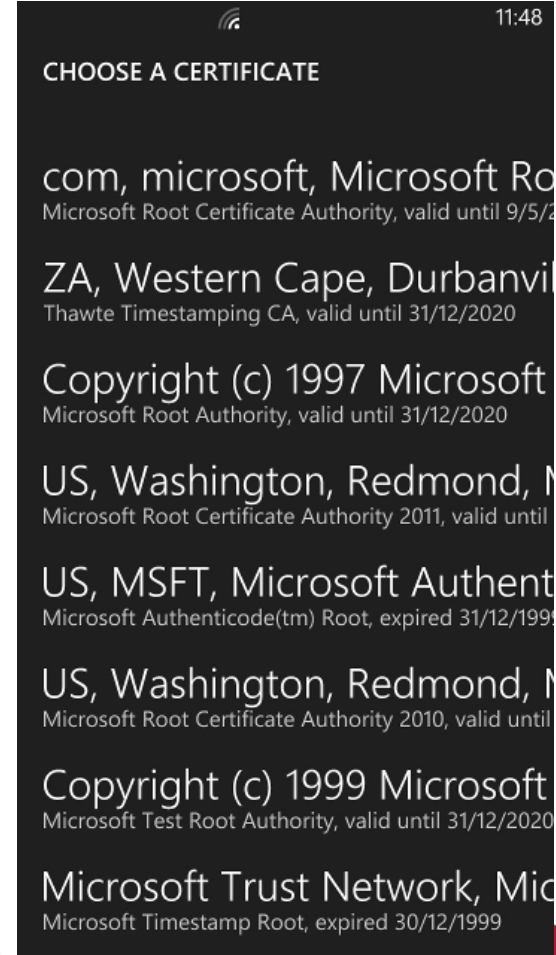 11:48
CHOOSE A CERTIFICATE
com, microsoft, Microsoft Ro
Microsoft Root Certificate Authority, valid until 9/5/2
ZA, Western Cape, Durbanvil
Thawte Timestamping CA, valid until 31/12/2020
Copyright (c) 1997 Microsoft
Microsoft Root Authority, valid until 31/12/2020
US, Washington, Redmond, M
Microsoft Root Certificate Authority 2011, valid until
US, MSFT, Microsoft Authent
Microsoft Authenticode(tm) Root, expired 31/12/1999
US, Washington, Redmond, M
Microsoft Root Certificate Authority 2010, valid until
Copyright (c) 1999 Microsoft
Microsoft Test Root Authority, valid until 31/12/2020
Microsoft Trust Network, Mic
Microsoft Timestamp Root, expired 30/12/1999